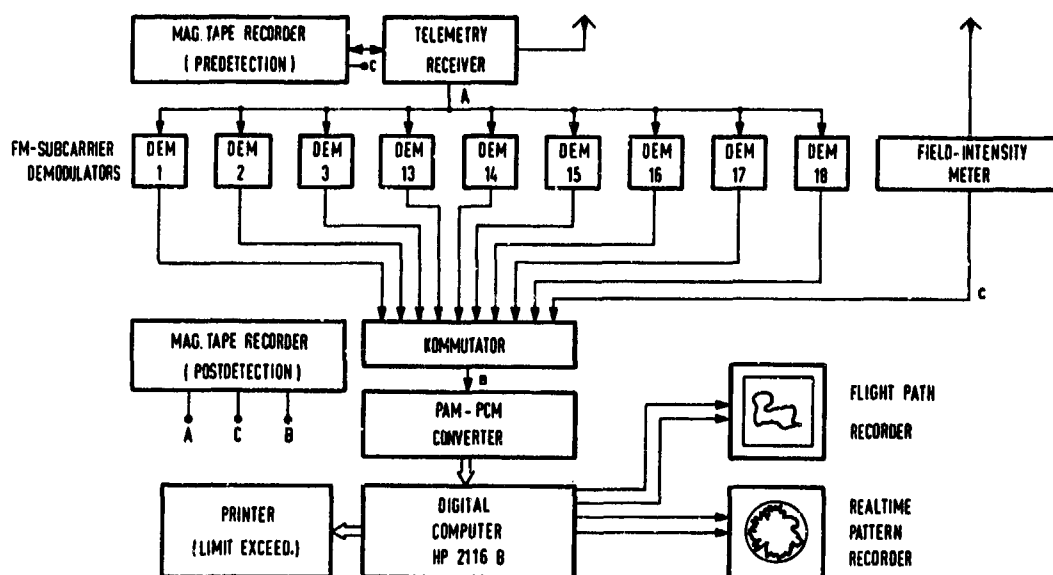 MAG. TAPE RECORDER
( PREDETECTION )
C
TELEMETRY
RECEIVER
A
FM-SUBCARRIER
DEMODULATORS
DEM
1
DEM
2
DEM
3
DEM
13
DEM
14
DEM
15
DEM
16
DEM
17
DEM
18
FIELD-INTENSITY
METER
C
MAG. TAPE RECORDER
( POSTDETECTION )
A C B
KOMMUTATOR
B
PAM - PCM
CONVERTER
FLIGHT PATH
RECORDER
PRINTER
(LIMIT EXCEED.)
DIGITAL
COMPUTER
HP 2116 B
REALTIME
PATTERN
RECORDER